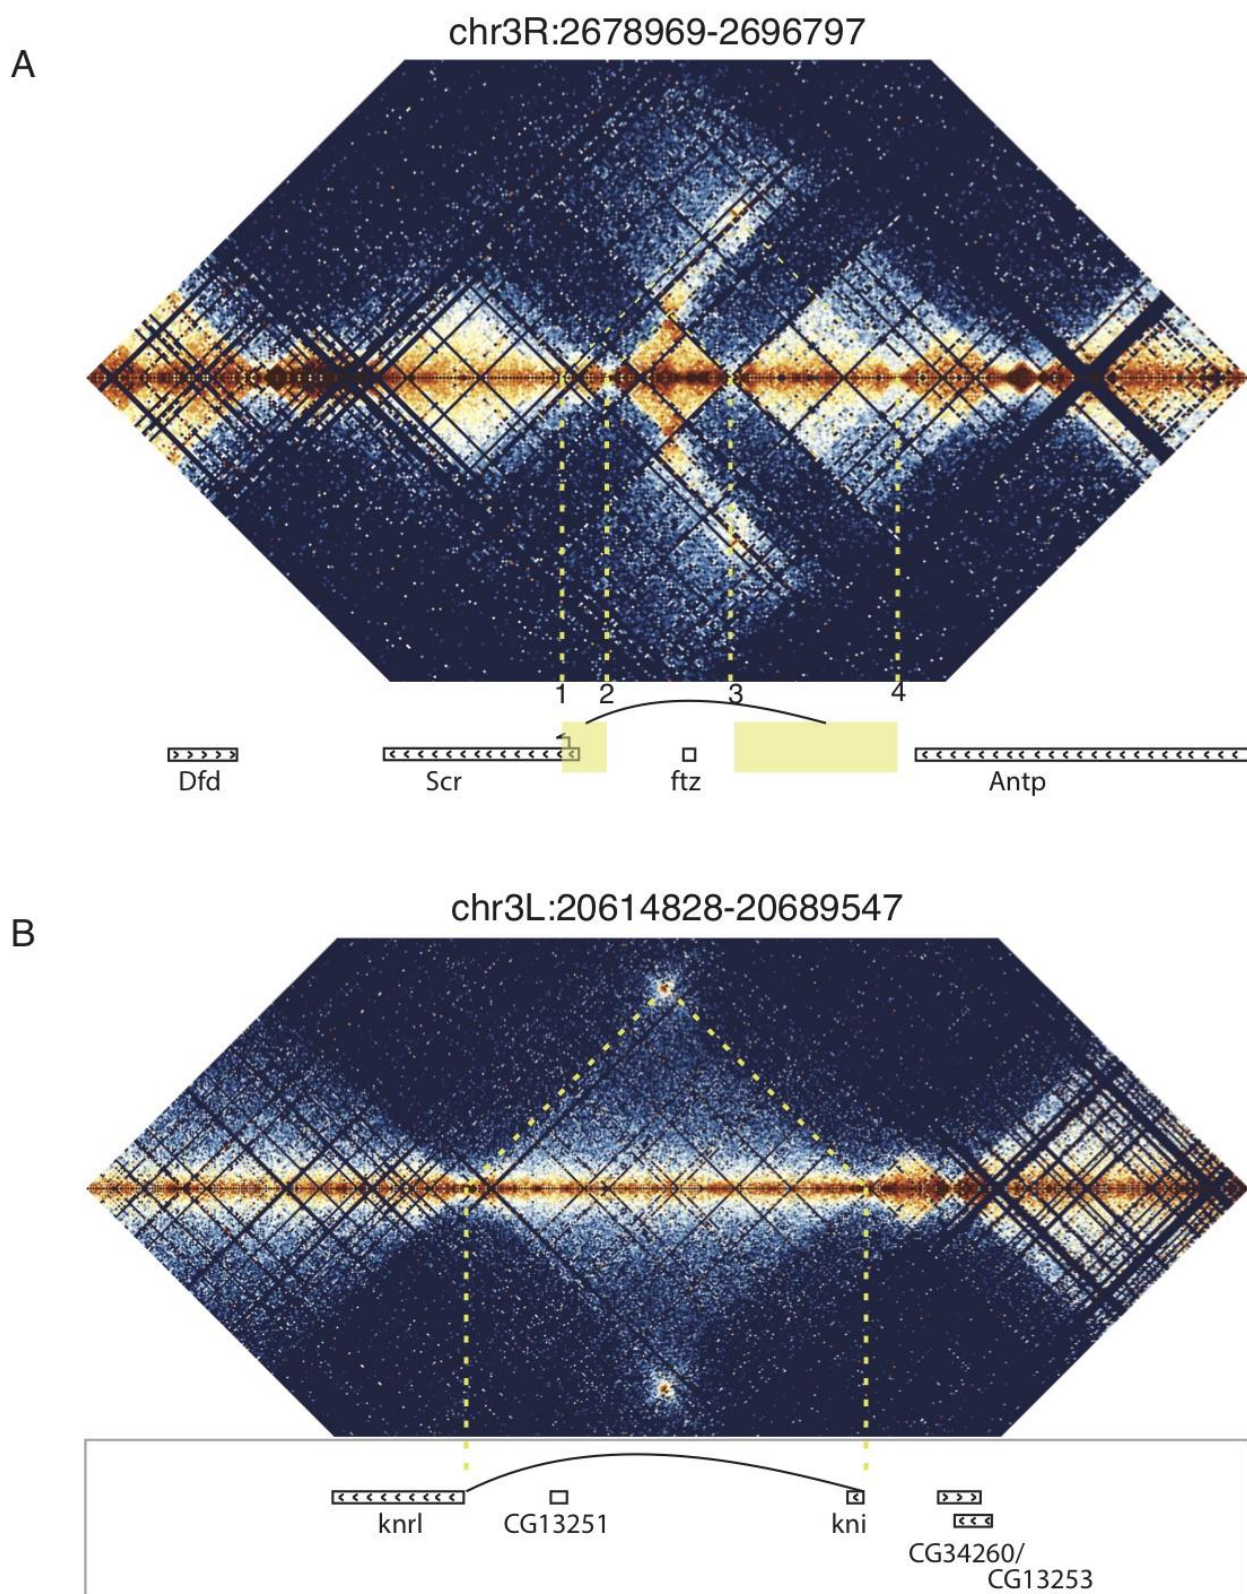 chr3R:2678969-2696797
A
1 2 3 4
Dfd Scr ftz Antp
chr3L:20614828-20689547
B
knrl CG13251 kni
CG34260/
CG13253